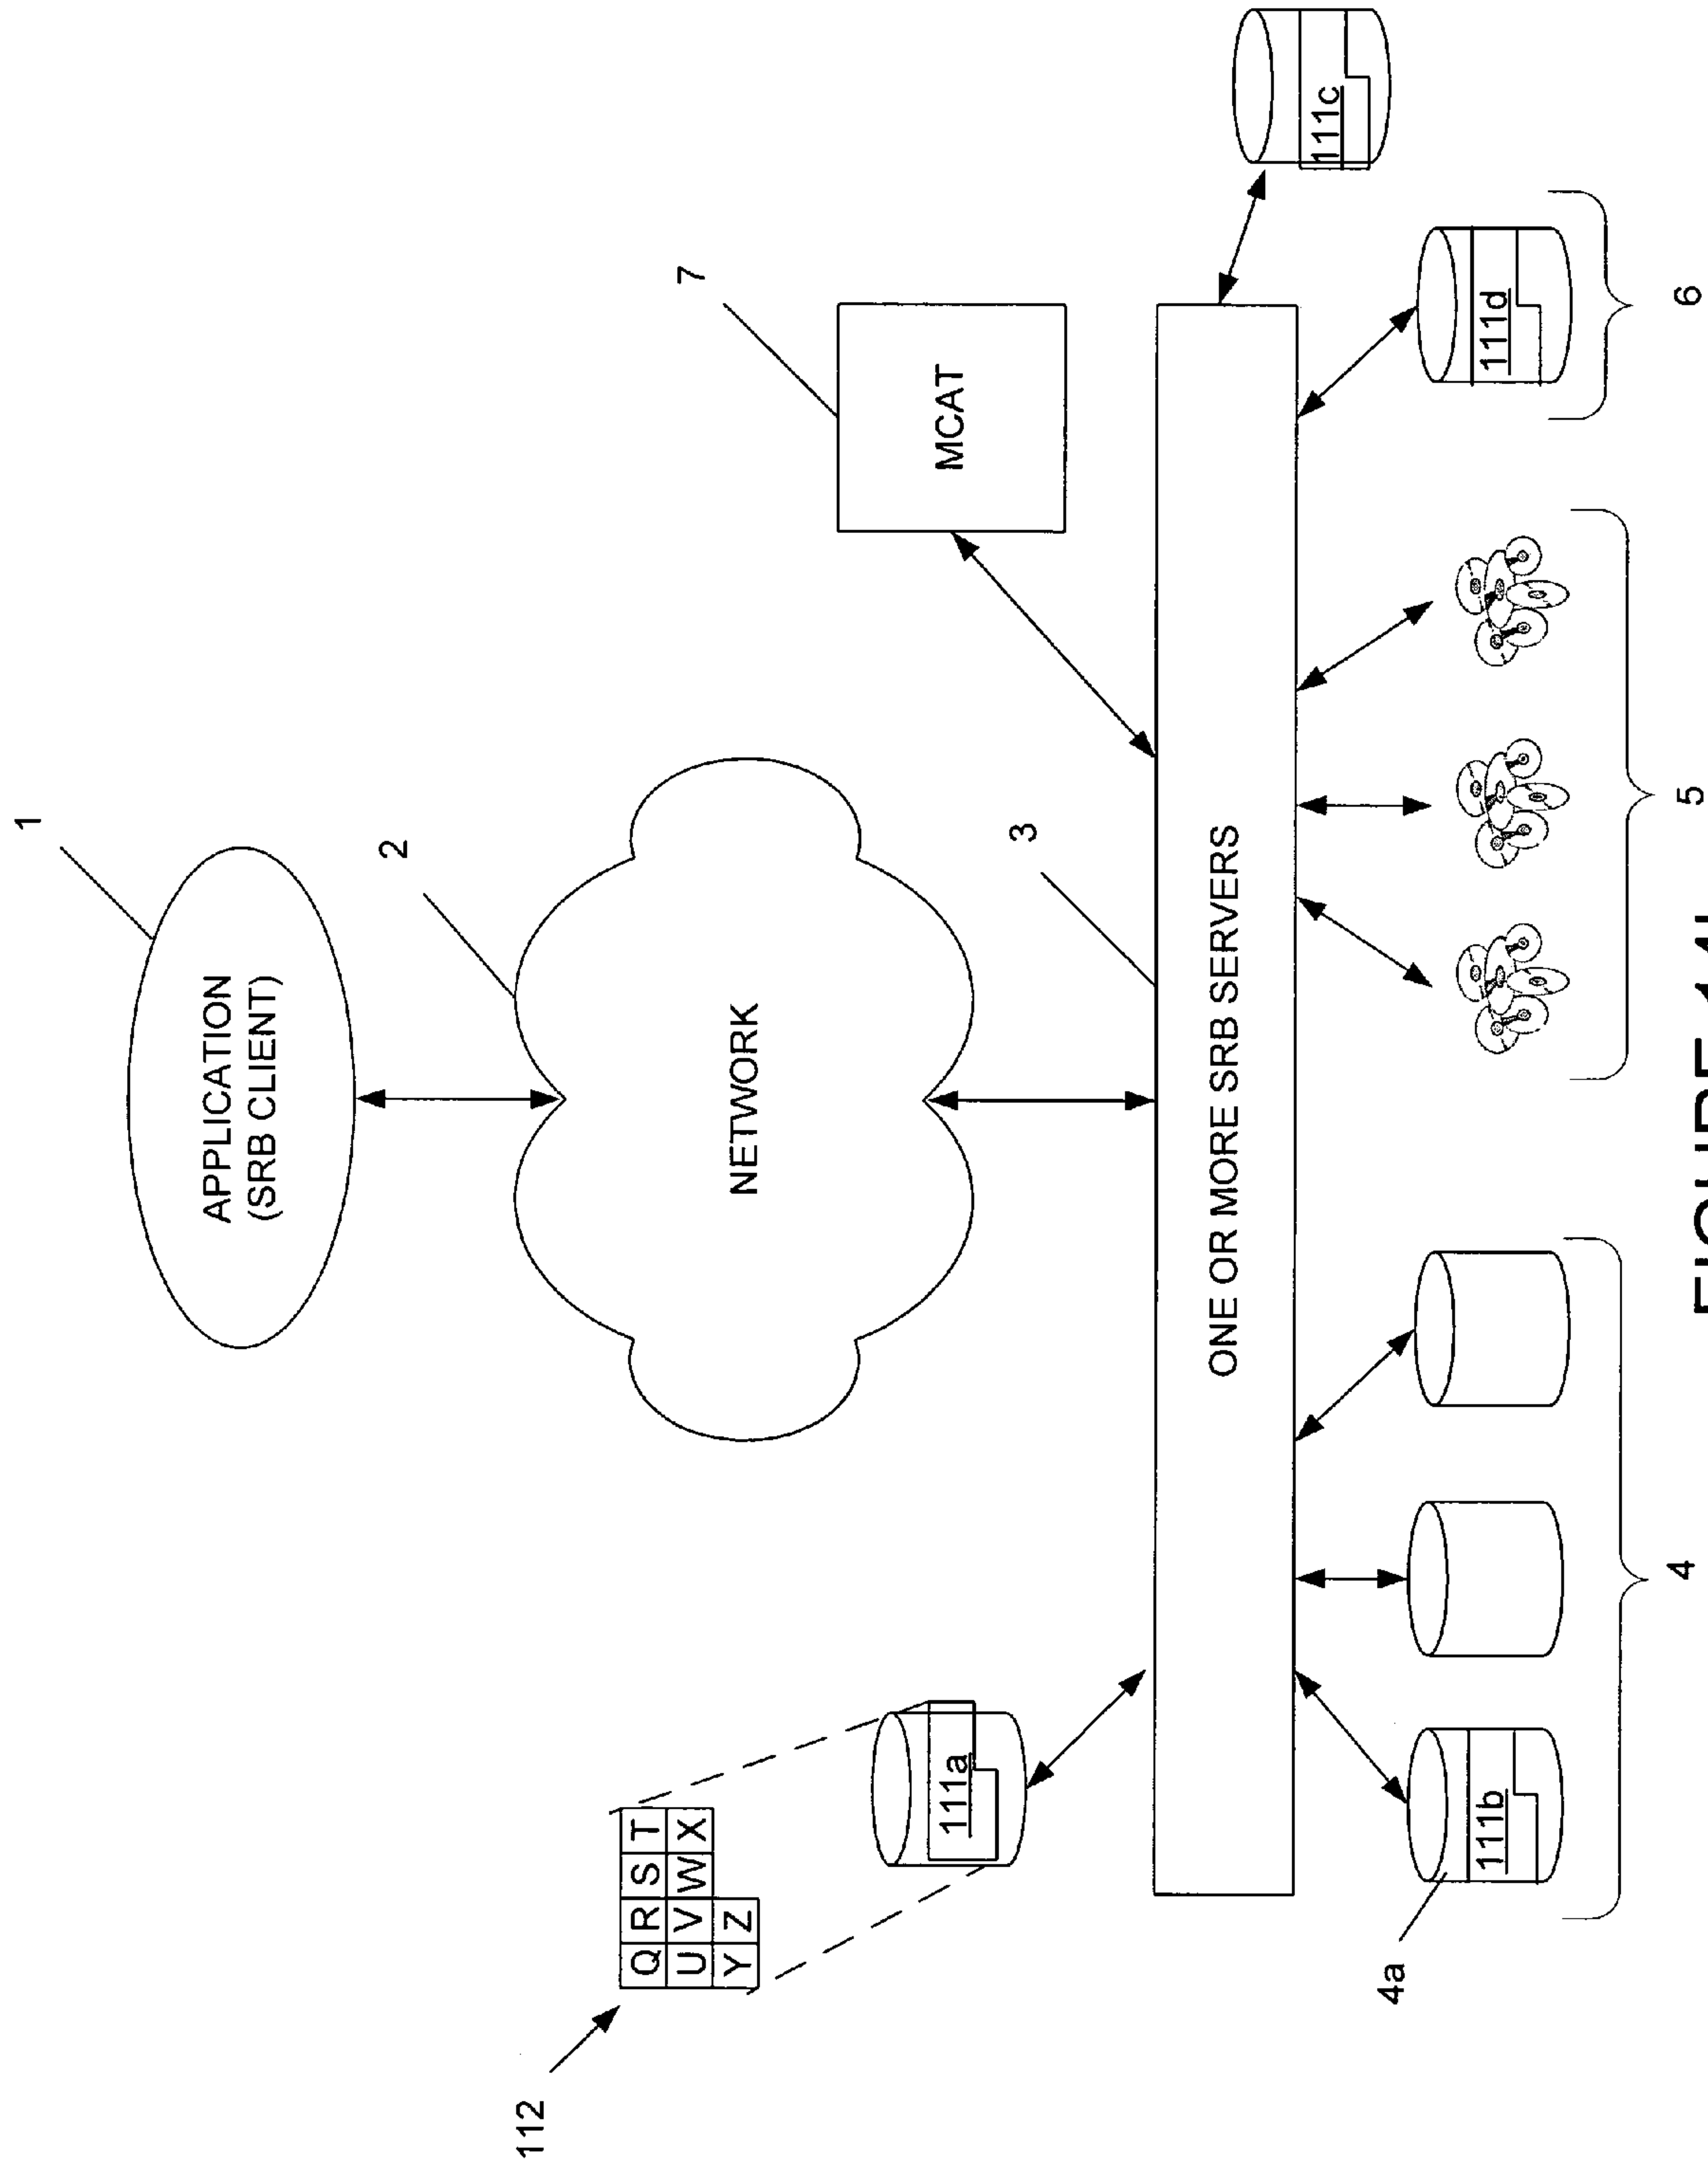 1
APPLICATION
(SRB CLIENT)
2
112
Q R S T
U V W X
Y Z
7
NETWORK
111a
MCAT
3
ONE OR MORE SRB SERVERS
111c
4a
111b
111d
4
5
6
FIGURE